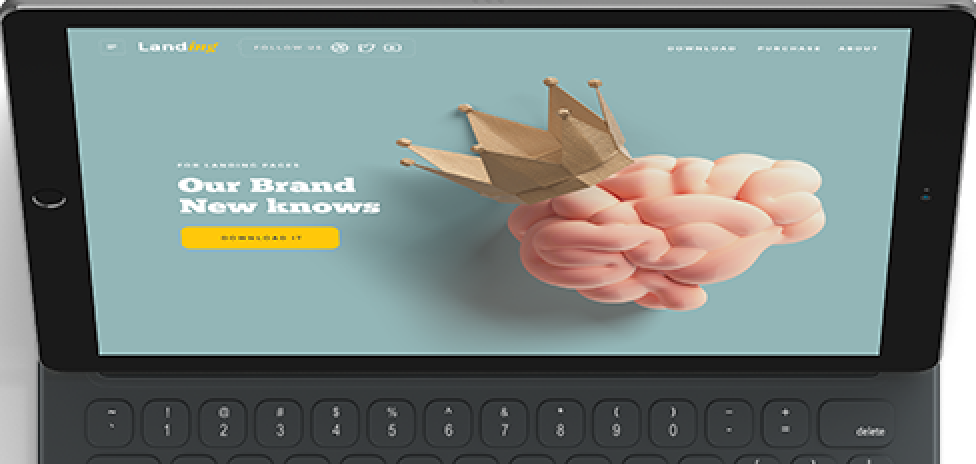 Landing
FOLLOW US
DOWNLOAD PURCHASE ABOUT
FOR LANDING PAGES
Our Brand
New knows
DOWNLOAD IT
~ ! @ # $ % ^ & * ( ) - +
` 1 2 3 4 5 6 7 8 9 0 - = delete